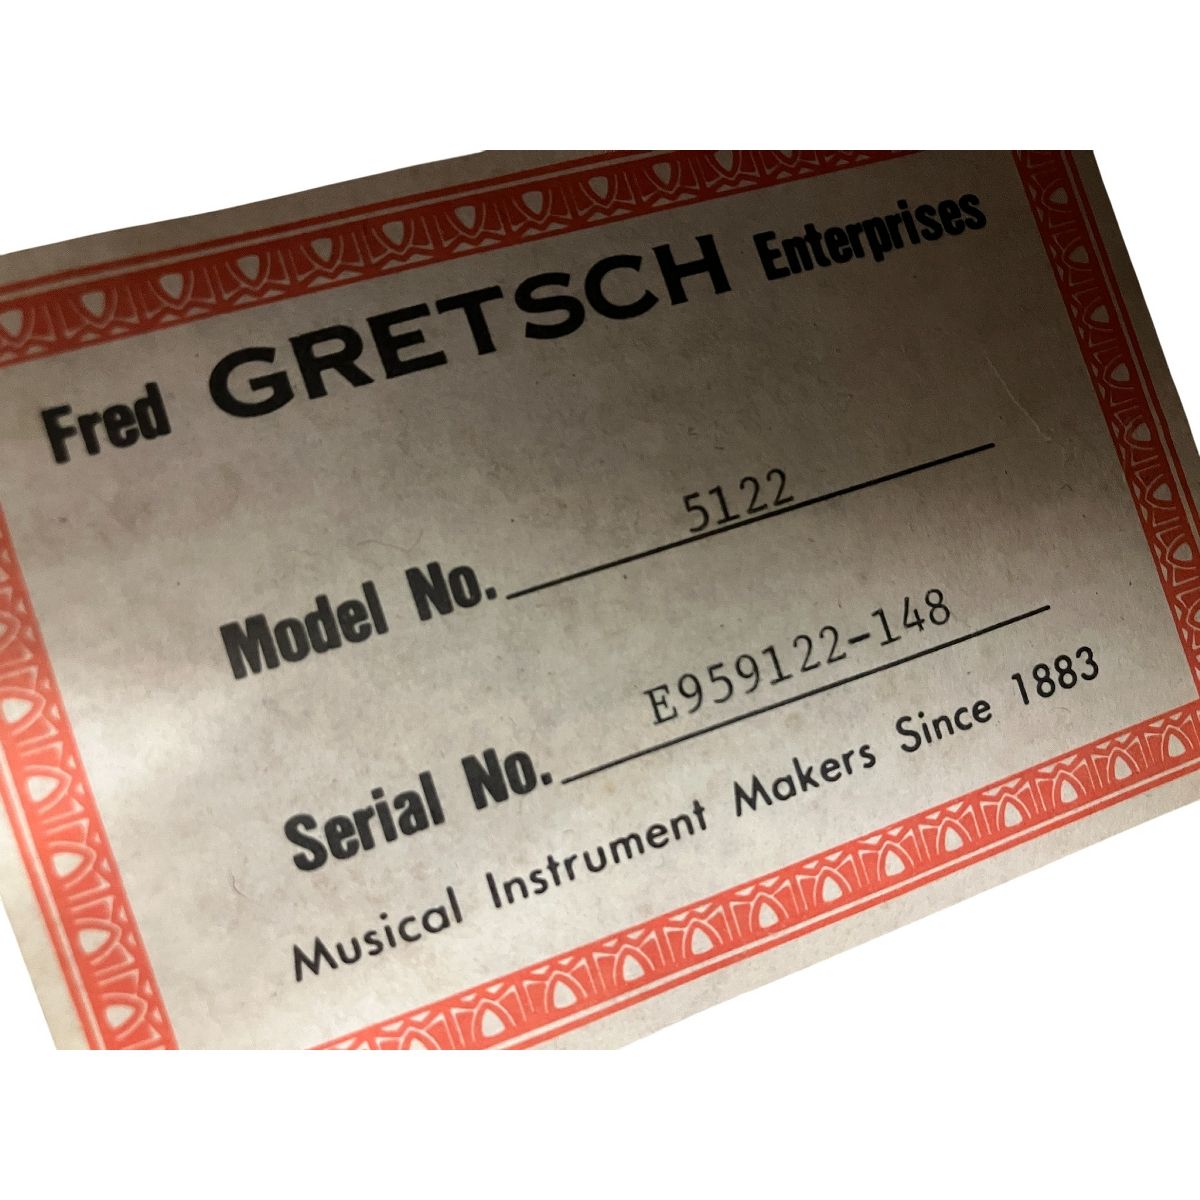 Fred GRETSCH Enterprises
Model No. 5122
Serial No. E959122-148
Musical Instrument Makers Since 1883